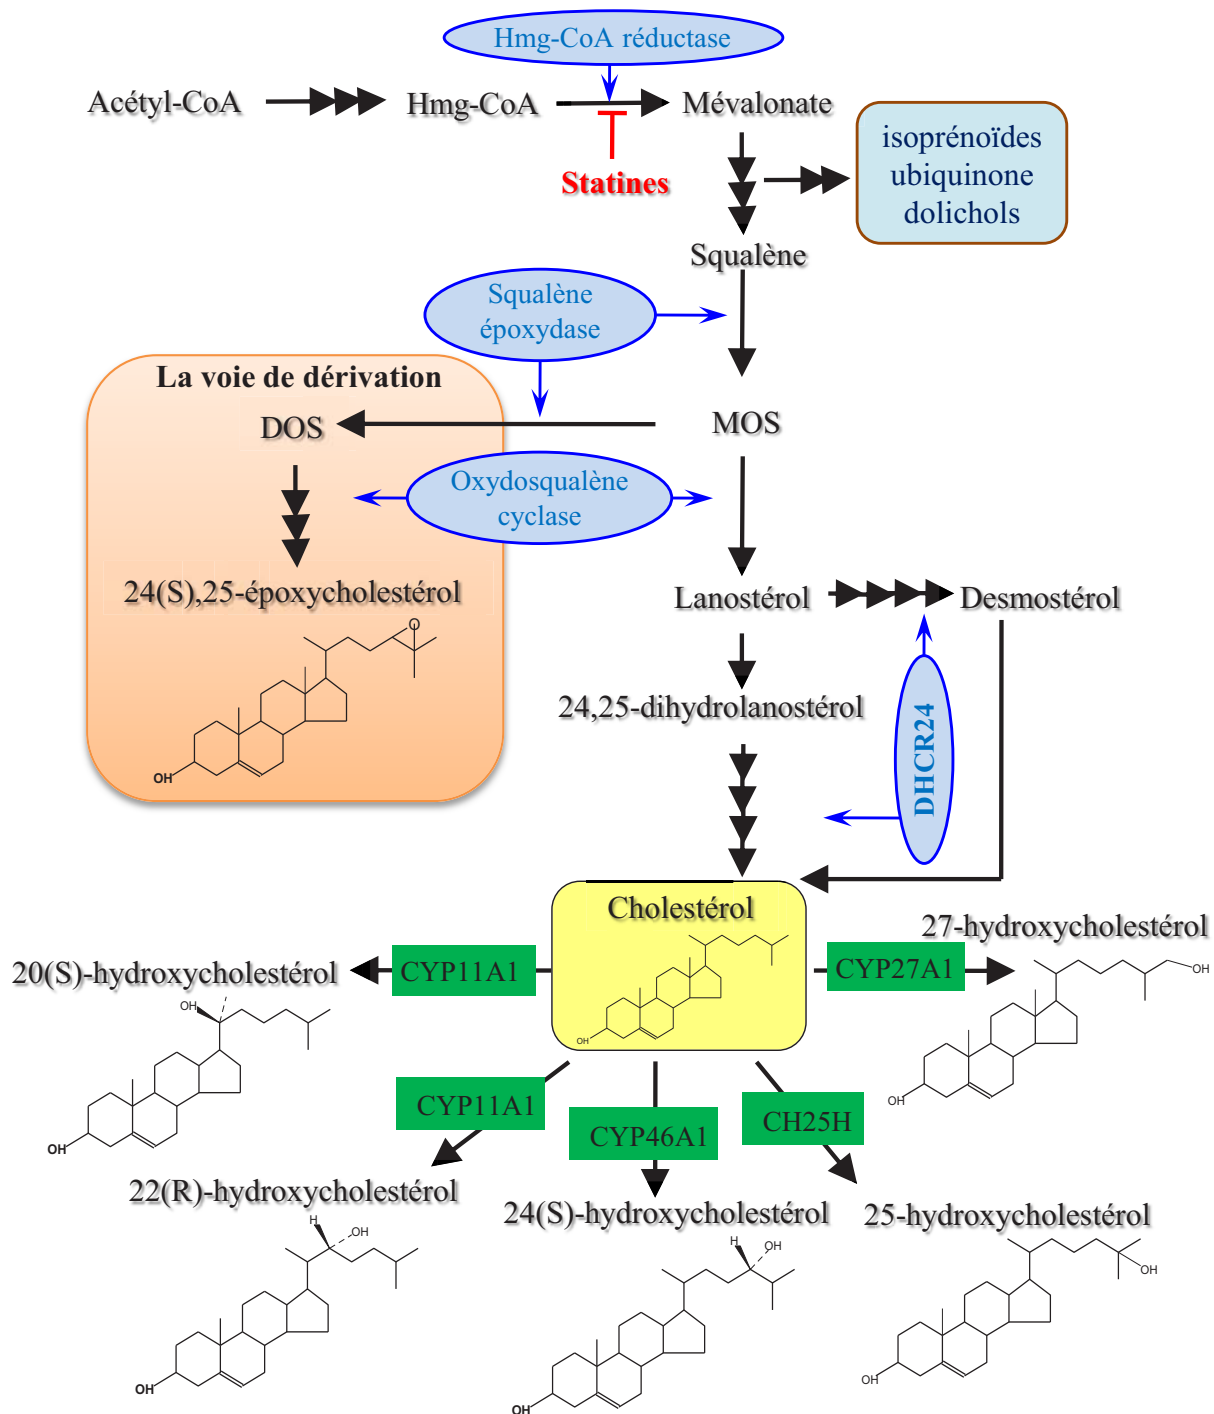 Hmg-CoA réductase
Acétyl-CoA
Hmg-CoA
Mévalonate
Statines
isoprénoïdes
ubiquinone
dolichols
Squalène
Squalène
époxydase
La voie de dérivation
DOS
MOS
Oxydosqualène
cyclase
24(S),25-époxycholestérol
O
OH
Lanostérol
Desmostérol
24,25-dihydrolanostérol
DHCR24
Cholestérol
OH
CYP11A1
20(S)-hydroxycholestérol
OH
OH
CYP27A1
27-hydroxycholestérol
OH
OH
CYP11A1
CYP46A1
CH25H
22(R)-hydroxycholestérol
H
OH
OH
24(S)-hydroxycholestérol
H
OH
OH
25-hydroxycholestérol
OH
OH